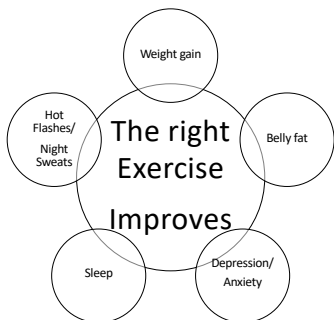 Weight gain
Hot
Flashes/
Night
Sweats
The right
Exercise
Improves
Belly fat
Sleep
Depression/
Anxiety